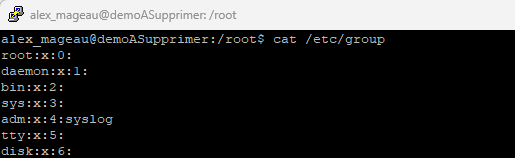 alex_mageau@demoASupprimer: /root
alex_mageau@demoASupprimer:/root$ cat /etc/group
root:x:0:
daemon:x:1:
bin:x:2:
sys:x:3:
adm:x:4:syslog
tty:x:5:
disk:x:6: